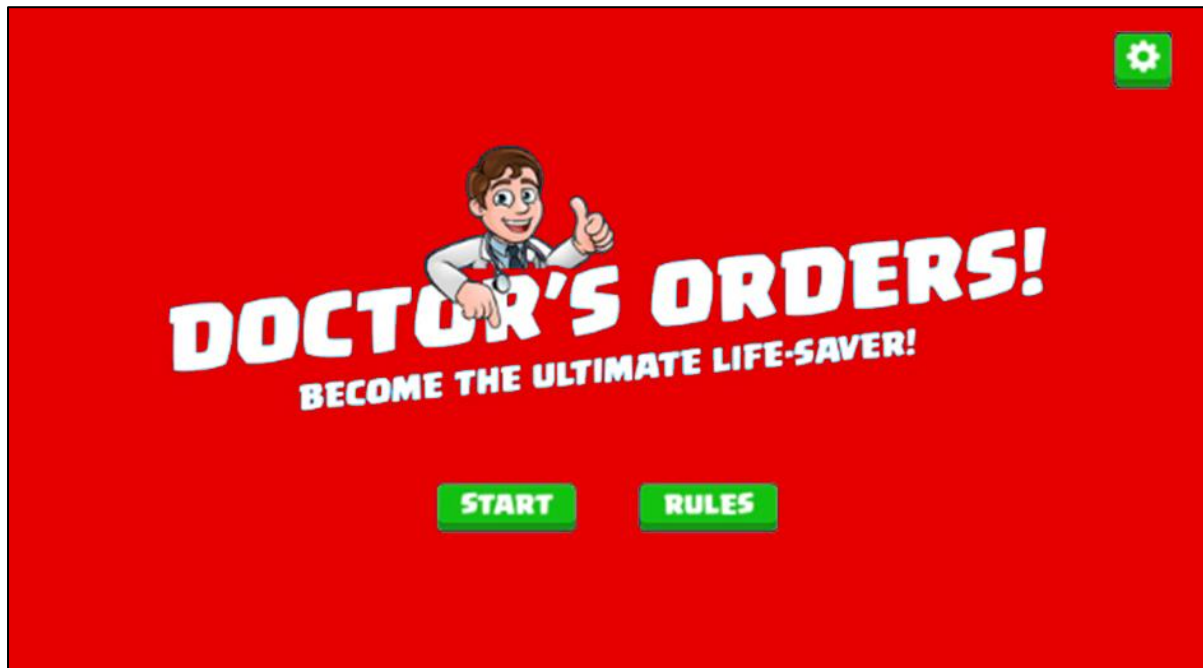 DOCTOR'S ORDERS!
BECOME THE ULTIMATE LIFE-SAVER!
START
RULES